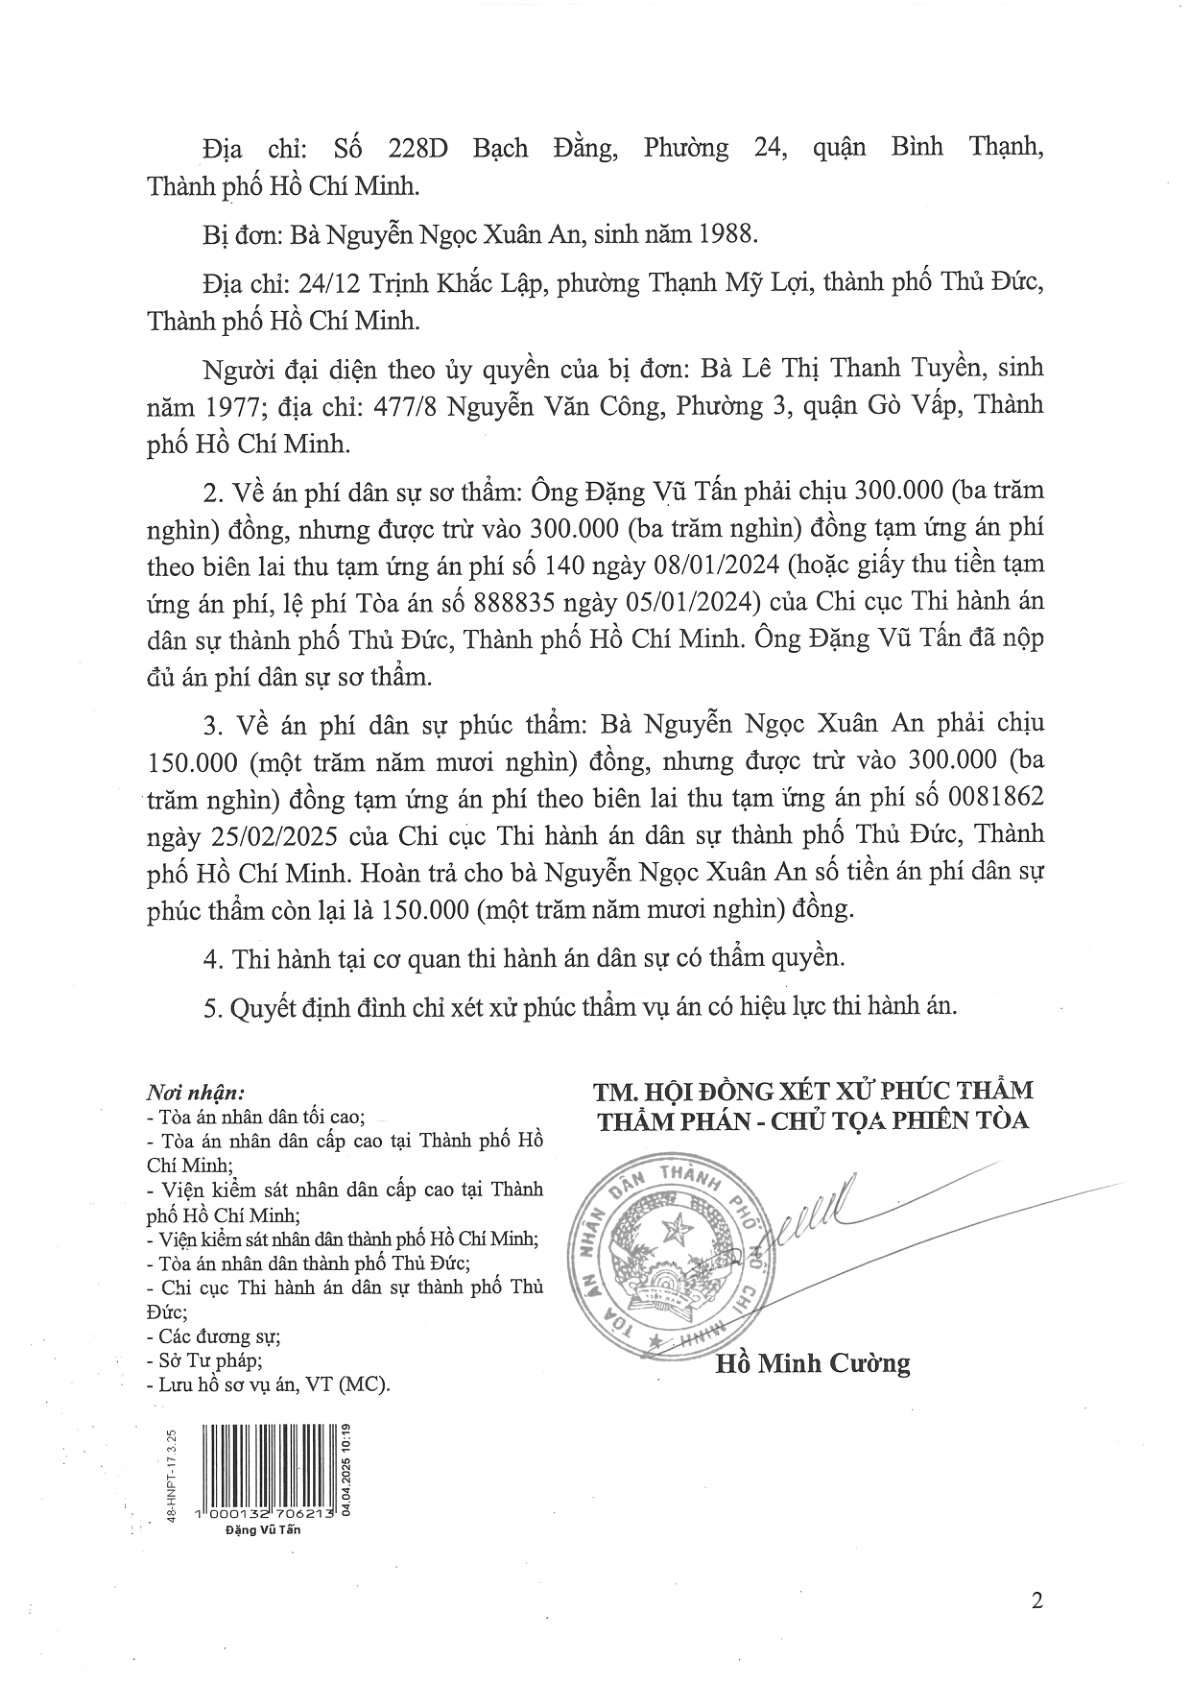 Địa chỉ: Số 228D Bạch Đằng, Phường 24, quận Bình Thạnh,
Thành phố Hồ Chí Minh.
Bị đơn: Bà Nguyễn Ngọc Xuân An, sinh năm 1988.
Địa chỉ: 24/12 Trịnh Khắc Lập, phường Thạnh Mỹ Lợi, thành phố Thủ Đức,
Thành phố Hồ Chí Minh.
Người đại diện theo ủy quyền của bị đơn: Bà Lê Thị Thanh Tuyền, sinh
năm 1977; địa chỉ: 477/8 Nguyễn Văn Công, Phường 3, quận Gò Vấp, Thành
phố Hồ Chí Minh.
2. Về án phí dân sự sơ thẩm: Ông Đặng Vũ Tấn phải chịu 300.000 (ba trăm
nghìn) đồng, nhưng được trừ vào 300.000 (ba trăm nghìn) đồng tạm ứng án phí
theo biên lai thu tạm ứng án phí số 140 ngày 08/01/2024 (hoặc giấy thu tiền tạm
ứng án phí, lệ phí Tòa án số 888835 ngày 05/01/2024) của Chi cục Thi hành án
dân sự thành phố Thủ Đức, Thành phố Hồ Chí Minh. Ông Đặng Vũ Tấn đã nộp
đủ án phí dân sự sơ thẩm.
3. Về án phí dân sự phúc thẩm: Bà Nguyễn Ngọc Xuân An phải chịu
150.000 (một trăm năm mươi nghìn) đồng, nhưng được trừ vào 300.000 (ba
trăm nghìn) đồng tạm ứng án phí theo biên lai thu tạm ứng án phí số 0081862
ngày 25/02/2025 của Chi cục Thi hành án dân sự thành phố Thủ Đức, Thành
phố Hồ Chí Minh. Hoàn trả cho bà Nguyễn Ngọc Xuân An số tiền án phí dân sự
phúc thẩm còn lại là 150.000 (một trăm năm mươi nghìn) đồng.
4. Thi hành tại cơ quan thi hành án dân sự có thẩm quyền.
5. Quyết định đình chỉ xét xử phúc thẩm vụ án có hiệu lực thi hành án.
Nơi nhận:
- Tòa án nhân dân tối cao;
- Tòa án nhân dân cấp cao tại Thành phố Hồ
Chí Minh;
- Viện kiểm sát nhân dân cấp cao tại Thành
phố Hồ Chí Minh;
- Viện kiểm sát nhân dân thành phố Hồ Chí Minh;
- Tòa án nhân dân thành phố Thủ Đức;
- Chi cục Thi hành án dân sự thành phố Thủ
Đức;
- Các đương sự;
- Sở Tư pháp;
- Lưu hồ sơ vụ án, VT (MC).
TM. HỘI ĐỒNG XÉT XỬ PHÚC THẨM
THẨM PHÁN - CHỦ TỌA PHIÊN TÒA
TÒA ÁN NHÂN DÂN THÀNH PHỐ HỒ CHÍ MINH
Hồ Minh Cường
48-HNPT-17.3.25
1 000132 706213
04.04.2025 10:19
Đặng Vũ Tấn
2